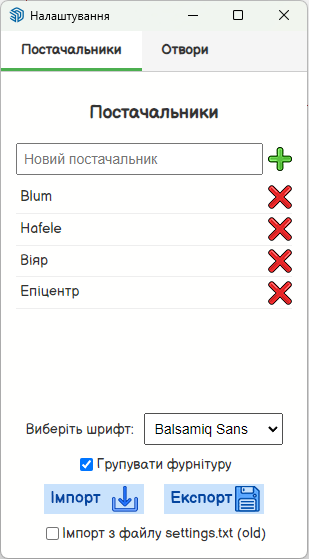 Налаштування
Постачальники Отвори
Постачальники
Новий постачальник
Blum
Hafele
Віяр
Епіцентр
Виберіть шрифт: Balsamiq Sans
Групувати фурнітуру
Імпорт Експорт
Імпорт з файлу settings.txt (old)